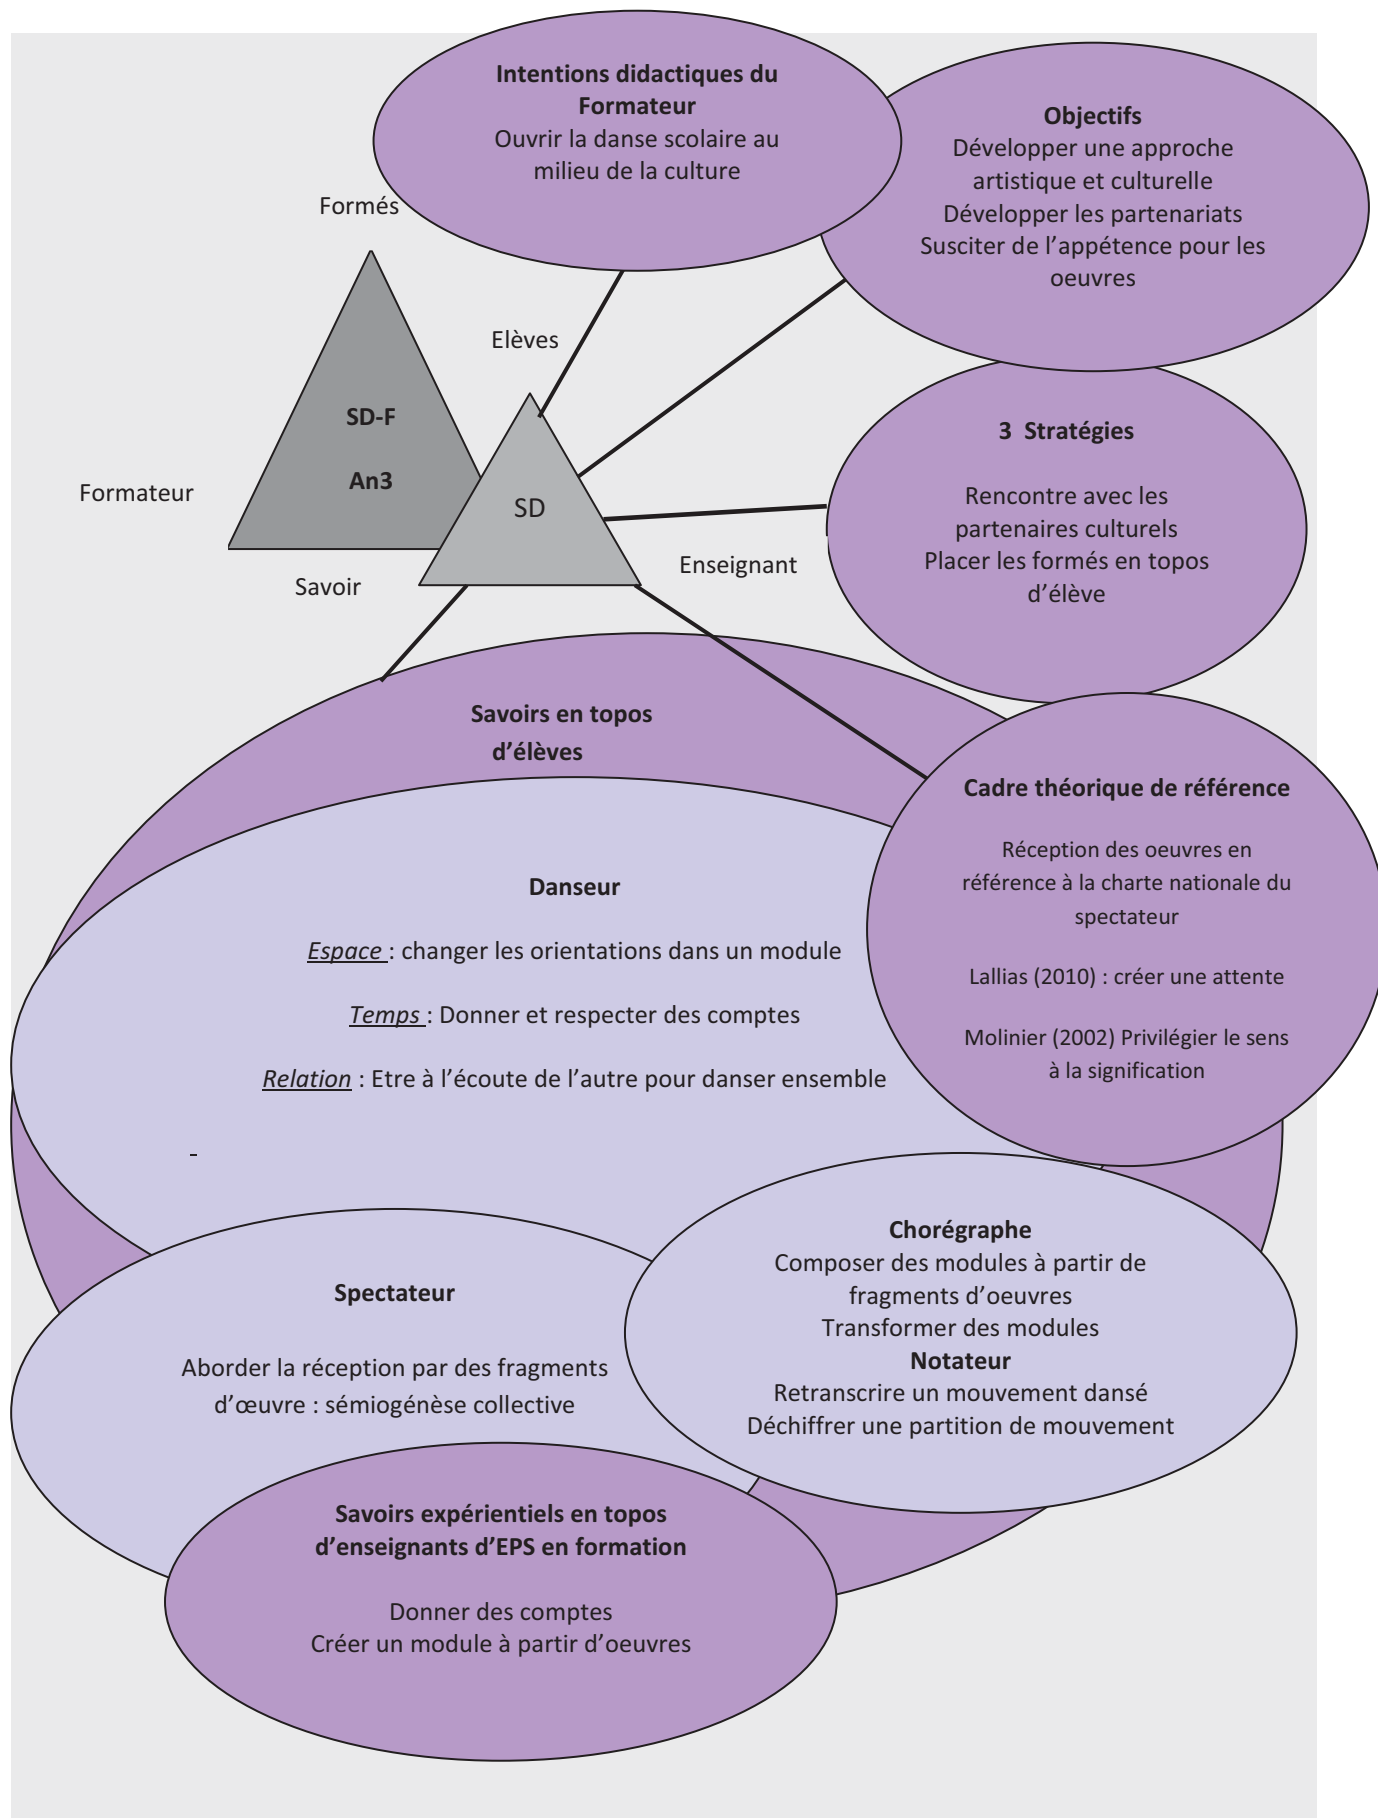 Intentions didactiques du
Formateur
Ouvrir la danse scolaire au
milieu de la culture
Objectifs
Développer une approche
artistique et culturelle
Développer les partenariats
Susciter de l’appétence pour les
oeuvres
Formés
Elèves
SD-F
An3
Formateur
SD
Savoir
Enseignant
3 Stratégies
Rencontre avec les
partenaires culturels
Placer les formés en topos
d’élève
Savoirs en topos
d’élèves
Cadre théorique de référence
Réception des oeuvres en
référence à la charte nationale du
spectateur
Lallias (2010) : créer une attente
Molinier (2002) Privilégier le sens
à la signification
Danseur
Espace : changer les orientations dans un module
Temps : Donner et respecter des comptes
Relation : Etre à l’écoute de l’autre pour danser ensemble
-
Chorégraphe
Composer des modules à partir de
fragments d’oeuvres
Transformer des modules
Notateur
Retranscrire un mouvement dansé
Déchiffrer une partition de mouvement
Spectateur
Aborder la réception par des fragments
d’œuvre : sémiogénèse collective
Savoirs expérientiels en topos
d’enseignants d’EPS en formation
Donner des comptes
Créer un module à partir d’oeuvres